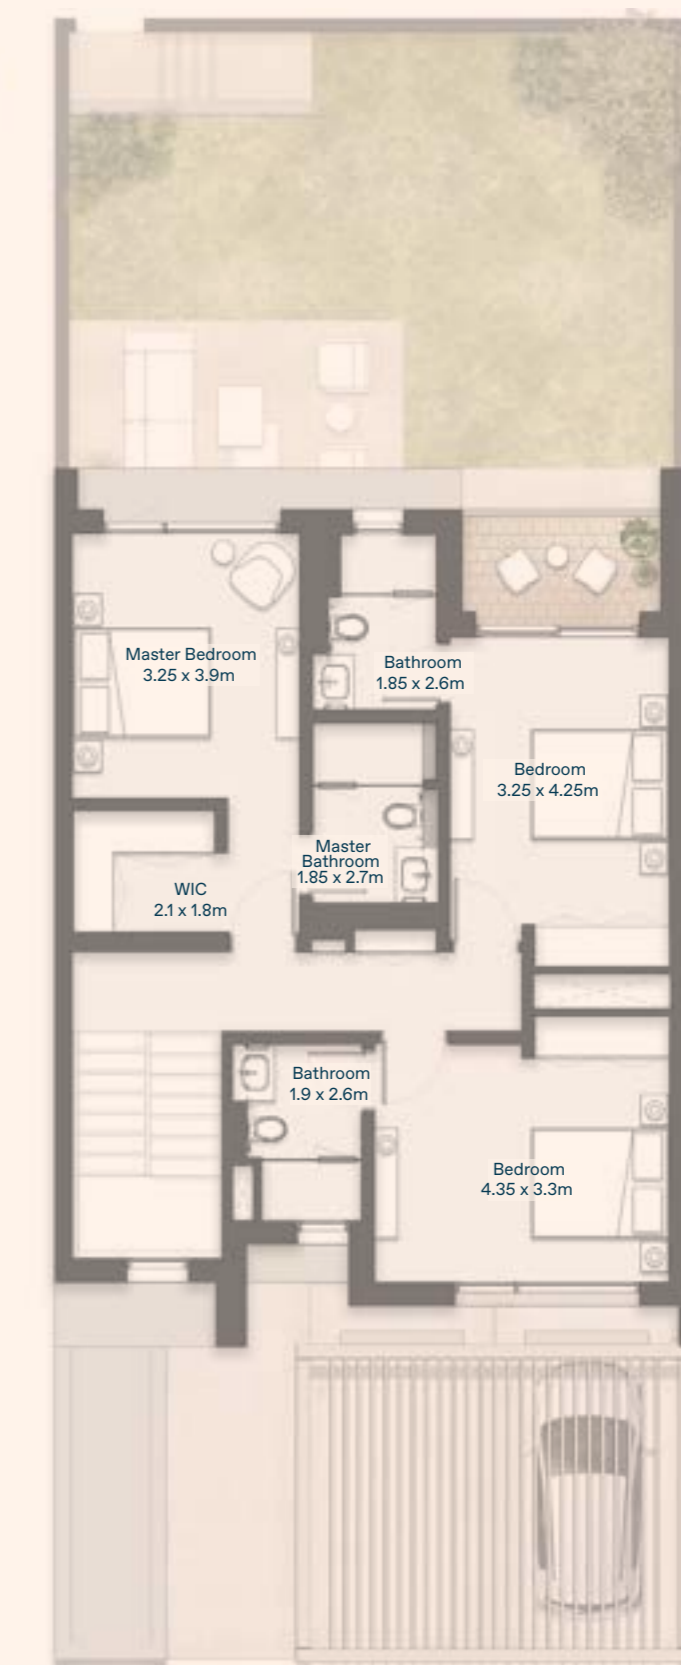 Master Bedroom
3.25 x 3.9m
Bathroom
1.85 x 2.6m
Bedroom
3.25 x 4.25m
Master
Bathroom
1.85 x 2.7m
WIC
2.1 x 1.8m
Bathroom
1.9 x 2.6m
Bedroom
4.35 x 3.3m